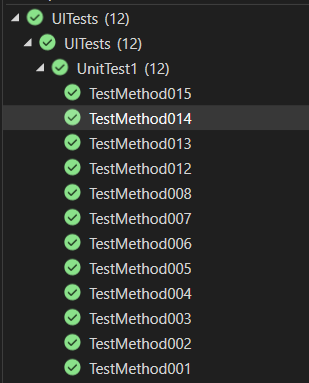 UITests (12)
UITests (12)
UnitTest1 (12)
TestMethod015
TestMethod014
TestMethod013
TestMethod012
TestMethod008
TestMethod007
TestMethod006
TestMethod005
TestMethod004
TestMethod003
TestMethod002
TestMethod001